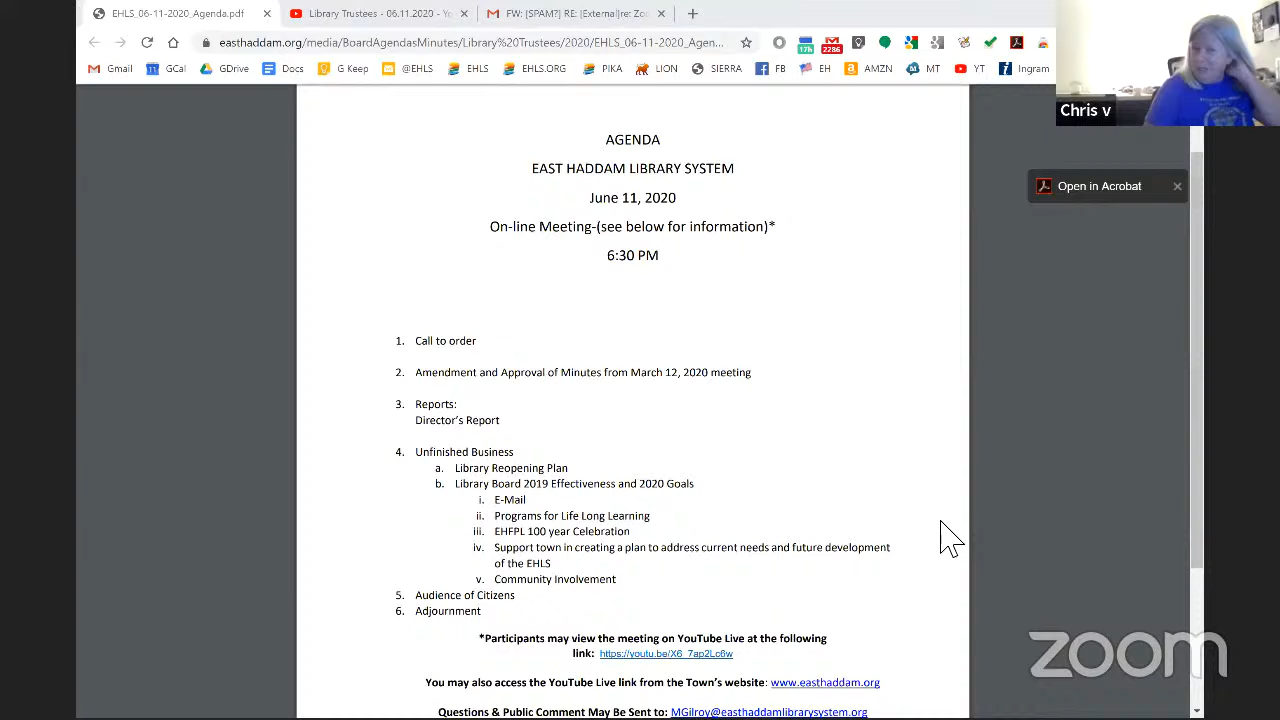 EHLS_06-11-2020_Agenda.pdf
Library Trustees - 06.11.2020 - Y
FW: [SPAM?] RE: [External]re: Zo
easthaddam.org/media/BoardAgendasMinutes/Library%20Trustees/2020/EHLS_06-11-2020_Agen...
17h
2286
Gmail
GCal
GDrive
Docs
G Keep
@EHLS
EHLS
EHLS.ORG
PIKA
LION
SIERRA
FB
EH
AMZN
MT
YT
Ingram
Chris v
Open in Acrobat
AGENDA
EAST HADDAM LIBRARY SYSTEM
June 11, 2020
On-line Meeting-(see below for information)*
6:30 PM
1. Call to order
2. Amendment and Approval of Minutes from March 12, 2020 meeting
3. Reports:
Director's Report
4. Unfinished Business
a. Library Reopening Plan
b. Library Board 2019 Effectiveness and 2020 Goals
i. E-Mail
ii. Programs for Life Long Learning
iii. EHFPL 100 year Celebration
iv. Support town in creating a plan to address current needs and future development
of the EHLS
v. Community Involvement
5. Audience of Citizens
6. Adjournment
*Participants may view the meeting on YouTube Live at the following
link: https://youtu.be/X6_7ap2Lc6w
You may also access the YouTube Live link from the Town's website: www.easthaddam.org
Questions & Public Comment May Be Sent to: MGilroy@easthaddamlibrarysystem.org
zoom